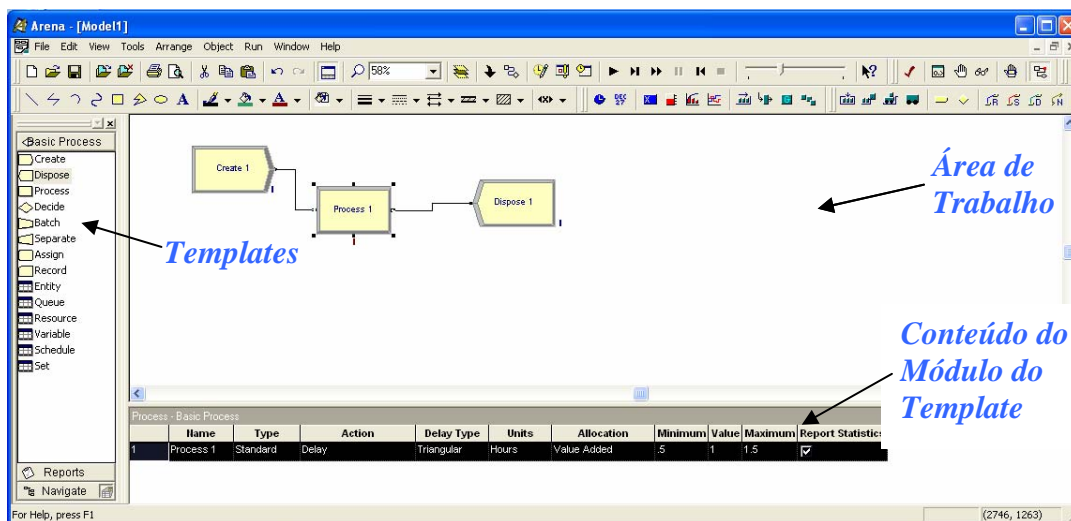 Arena - [Model1]
File Edit View Tools Arrange Object Run Window Help
58%
Basic Process
Create
Dispose
Process
Decide
Batch
Separate
Assign
Record
Entity
Queue
Resource
Variable
Schedule
Set
Reports
Navigate
Create 1
Process 1
Dispose 1
Templates
Área de
Trabalho
Conteúdo do
Módulo do
Template
Process - Basic Process
Name Type Action Delay Type Units Allocation Minimum Value Maximum Report Statistics
1 Process 1 Standard Delay Triangular Hours Value Added .5 1 1.5
For Help, press F1
(2746, 1263)